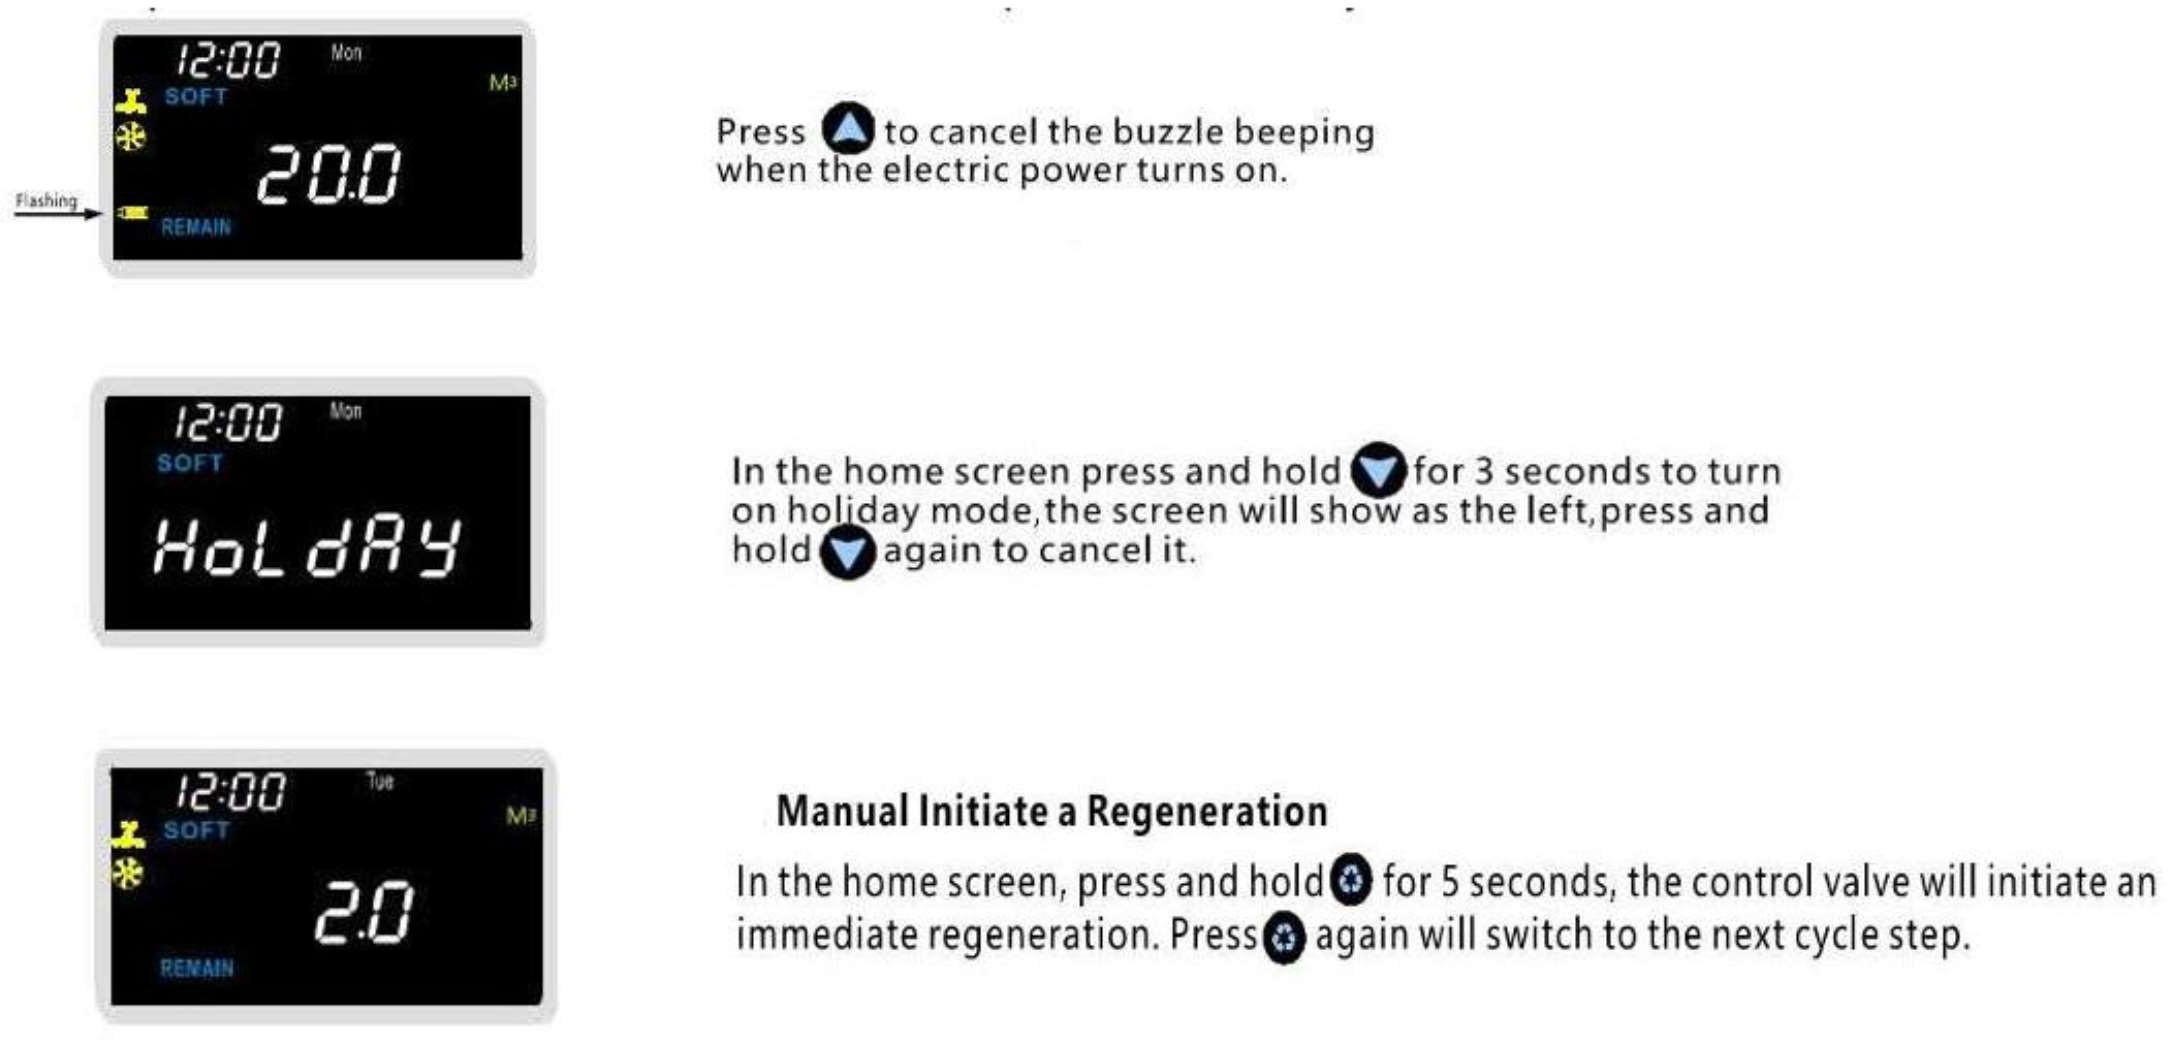 12:00 Mon
M3
SOFT
20.0
Flashing
REMAIN
Press to cancel the buzzle beeping
when the electric power turns on.
12:00 Mon
SOFT
HoLdAY
In the home screen press and hold for 3 seconds to turn
on holiday mode,the screen will show as the left,press and
hold again to cancel it.
12:00 Tue
M3
SOFT
2.0
REMAIN
Manual Initiate a Regeneration
In the home screen, press and hold for 5 seconds, the control valve will initiate an
immediate regeneration. Press again will switch to the next cycle step.